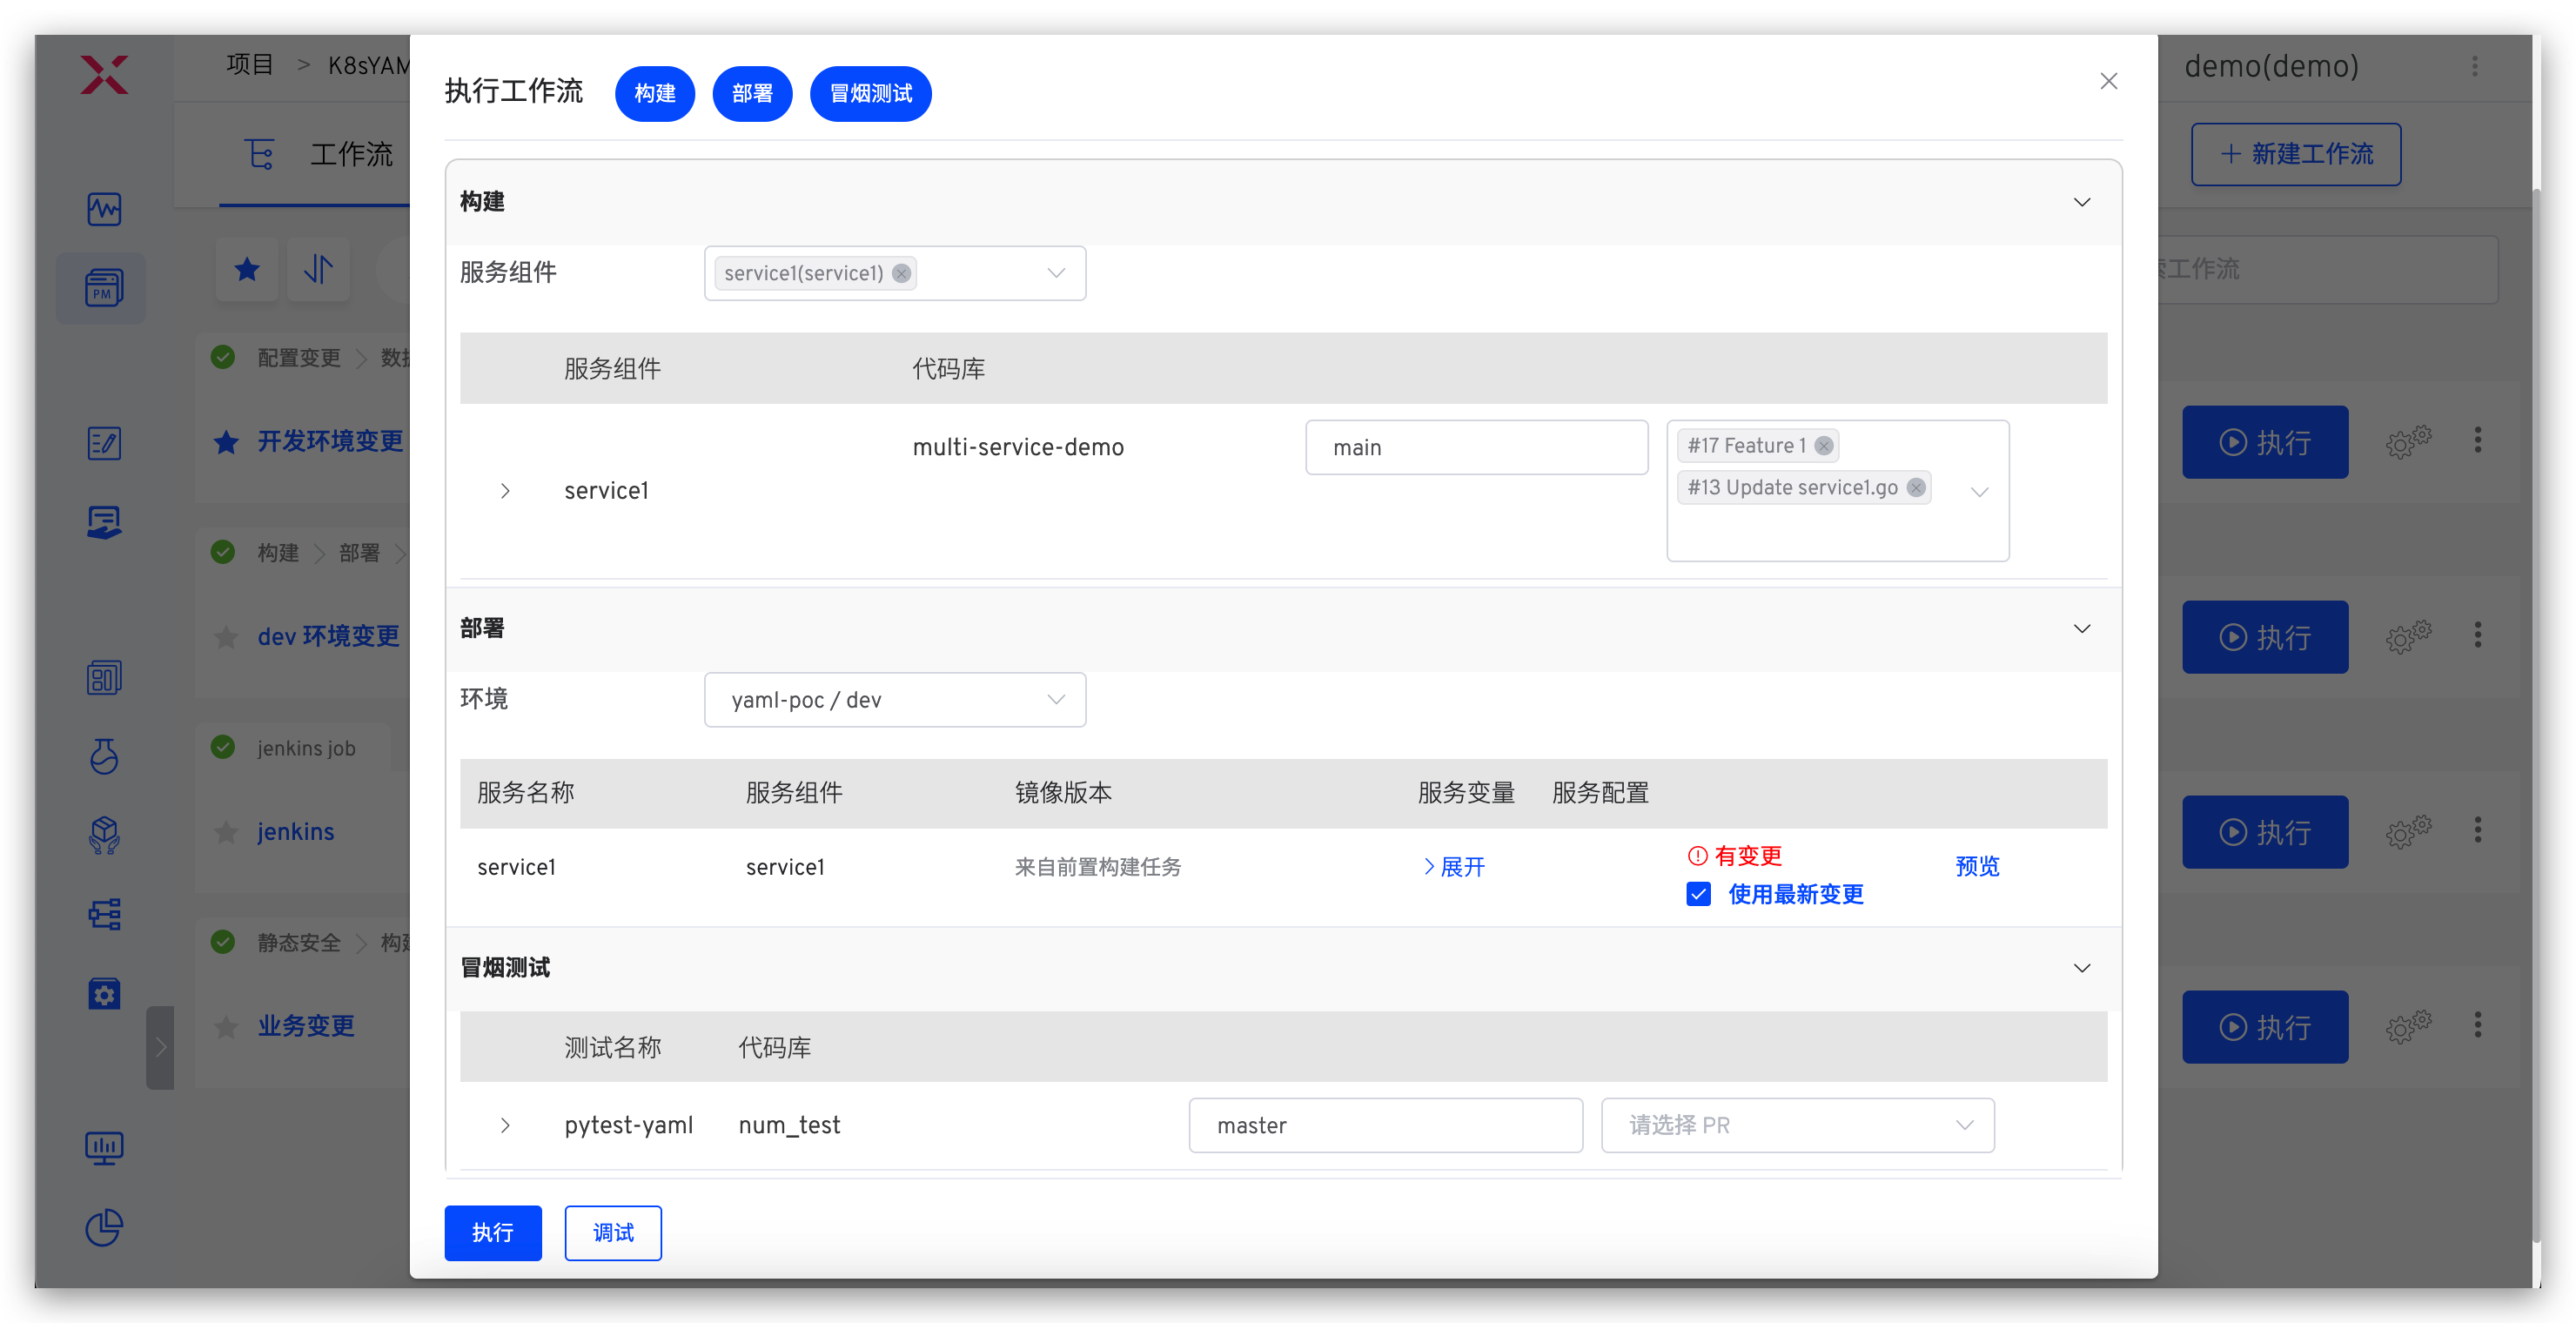 项目 > K8sYAM
demo(demo)
工作流
新建工作流
工作流
PM
配置变更 > 数据
开发环境变更
构建 > 部署 >
dev 环境变更
jenkins job
jenkins
静态安全 > 构建
业务变更
执行
执行
执行
执行
执行工作流 构建 部署 冒烟测试
构建
服务组件 service1(service1)
服务组件 代码库
service1 multi-service-demo main #17 Feature 1
#13 Update service1.go
部署
环境 yaml-poc / dev
服务名称 服务组件 镜像版本 服务变量 服务配置
service1 service1 来自前置构建任务 展开 有变更 预览
使用最新变更
冒烟测试
测试名称 代码库
pytest-yaml num_test master 请选择 PR
执行 调试